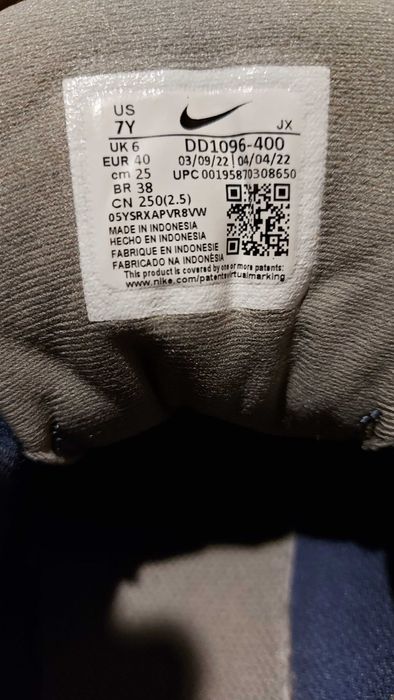 US
7Y
JX
UK 6
DD1096-400
EUR 40
03/09/22 | 04/04/22
cm 25
UPC 00195870308650
BR 38
CN 250(2.5)
05YSRXAPVR8VW
MADE IN INDONESIA
HECHO EN INDONESIA
FABRIQUE EN INDONESIE
FABRICADO NA INDONÉSIA
This product is covered by one or more patents:
www.nike.com/patentsvirtualmarking